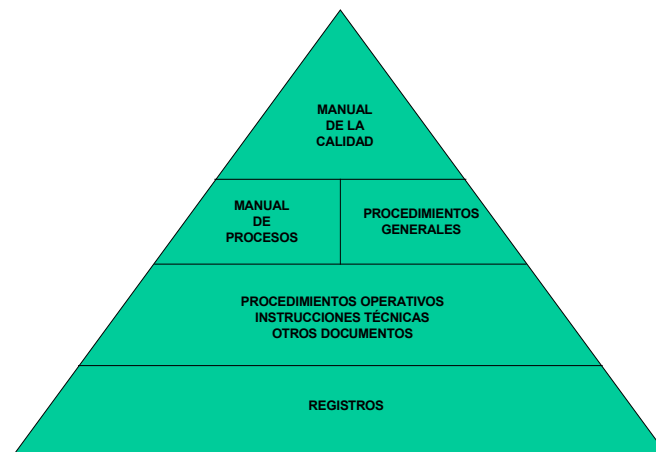 MANUAL
DE LA
CALIDAD
MANUAL
DE
PROCESOS
PROCEDIMIENTOS
GENERALES
PROCEDIMIENTOS OPERATIVOS
INSTRUCCIONES TÉCNICAS
OTROS DOCUMENTOS
REGISTROS